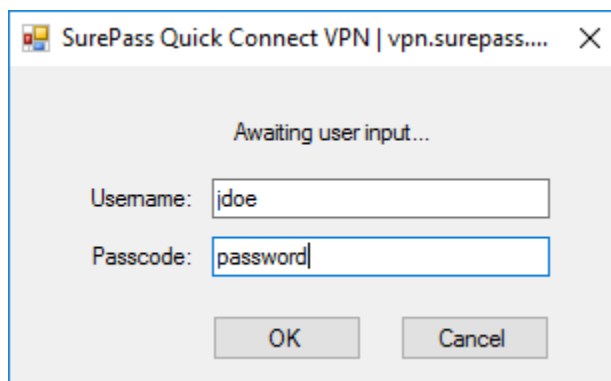 SurePass Quick Connect VPN | vpn.surepass....
Awaiting user input...
Username: jdoe
Passcode: password
OK Cancel